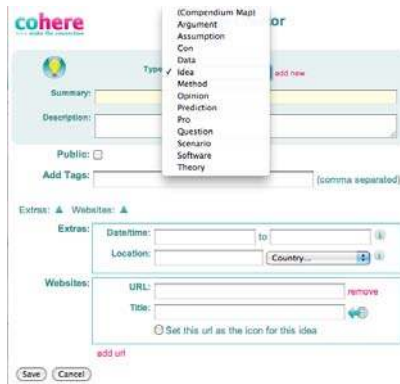 cohere
make the connection
or
(Compendium Map)
Argument
Assumption
Con
Data
✓ Idea
Method
Opinion
Prediction
Pro
Question
Scenario
Software
Theory
Type
add new
Summary:
Description:
Public:
Add Tags: (comma separated)
Extras: Websites:
Extras: Date/time: to
Location: Country...
Websites: URL: remove
Title:
Set this url as the icon for this idea
add url
Save Cancel